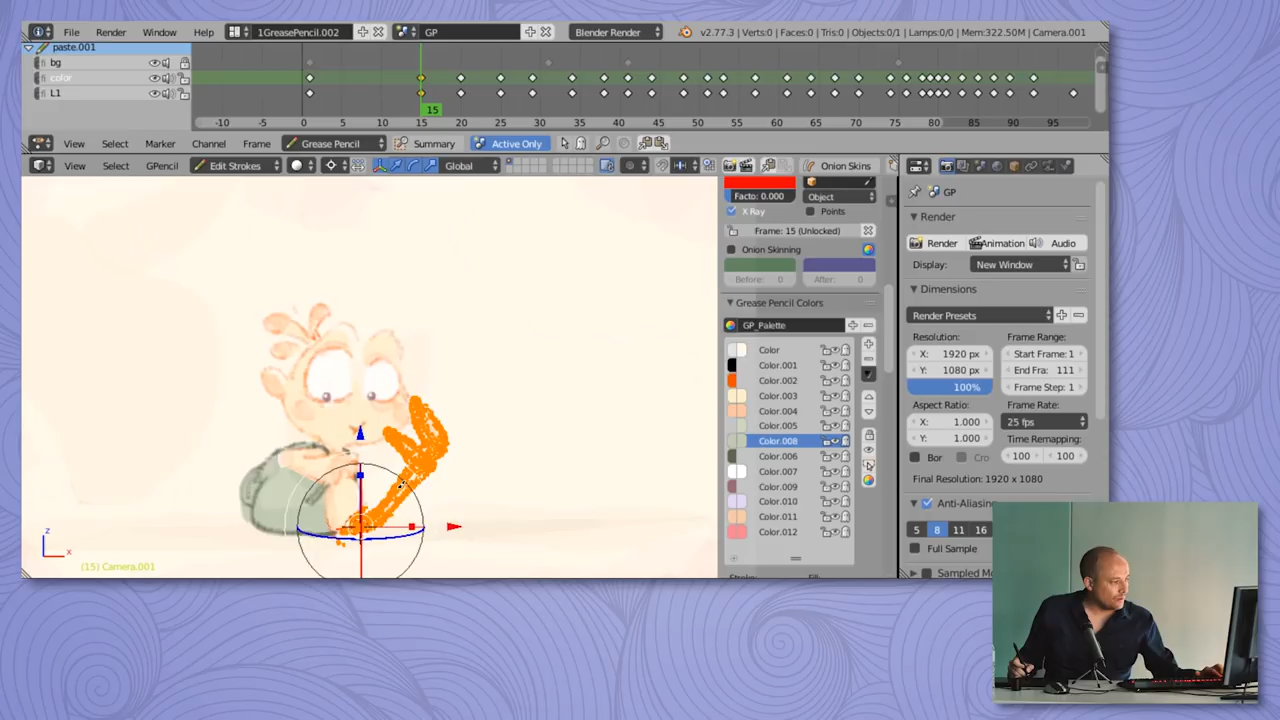 File Render Window Help 1GreasePencil.002 GP Blender Render v2.77.3 | Verts:0 | Faces:0 | Tris:0 | Objects:0/1 | Lamps:0/0 | Mem:322.50M | Camera.001
paste.001
bg
color
L1
15
-10 -5 0 5 10 15 20 25 30 35 40 45 50 55 60 65 70 75 80 85 90 95
View Select Marker Channel Frame Grease Pencil Summary Active Only
View Select GPencil Edit Strokes Global Onion Skins
GP
Facto: 0.000 Object
X Ray Points
Frame: 15 (Unlocked)
Onion Skinning
Before: 0 After: 0
Grease Pencil Colors
GP_Palette
Color
Color.001
Color.002
Color.003
Color.004
Color.005
Color.008
Color.006
Color.007
Color.009
Color.010
Color.011
Color.012
Render
Render Animation Audio
Display: New Window
Dimensions
Render Presets
Resolution: Frame Range:
X: 1920 px Start Frame: 1
Y: 1080 px End Fra: 111
100% Frame Step: 1
Aspect Ratio: Frame Rate:
X: 1.000 25 fps
Y: 1.000 Time Remapping:
Bor Cro 100 100
Final Resolution: 1920 x 1080
Anti-Aliasing
5 8 11 16
Full Sample
z
x
(15) Camera.001